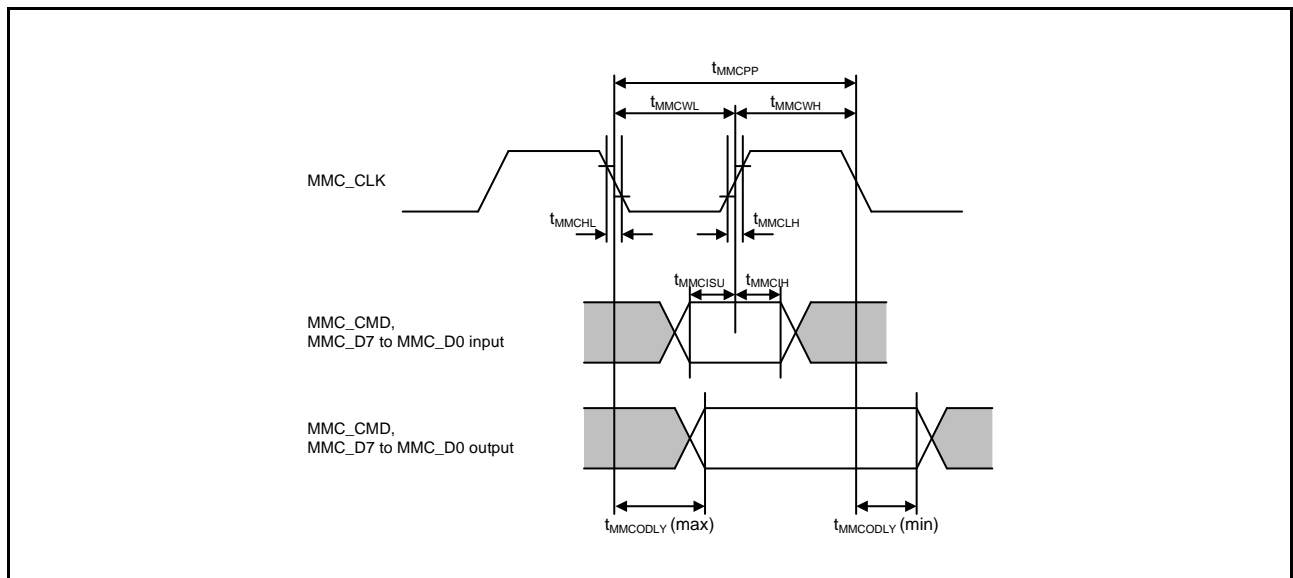 tMMCPP
tMMCWL
tMMCWH
MMC_CLK
tMMCHL
tMMCLH
tMMCISU
tMMCIH
MMC_CMD,
MMC_D7 to MMC_D0 input
MMC_CMD,
MMC_D7 to MMC_D0 output
tMMCODLY (max)
tMMCODLY (min)